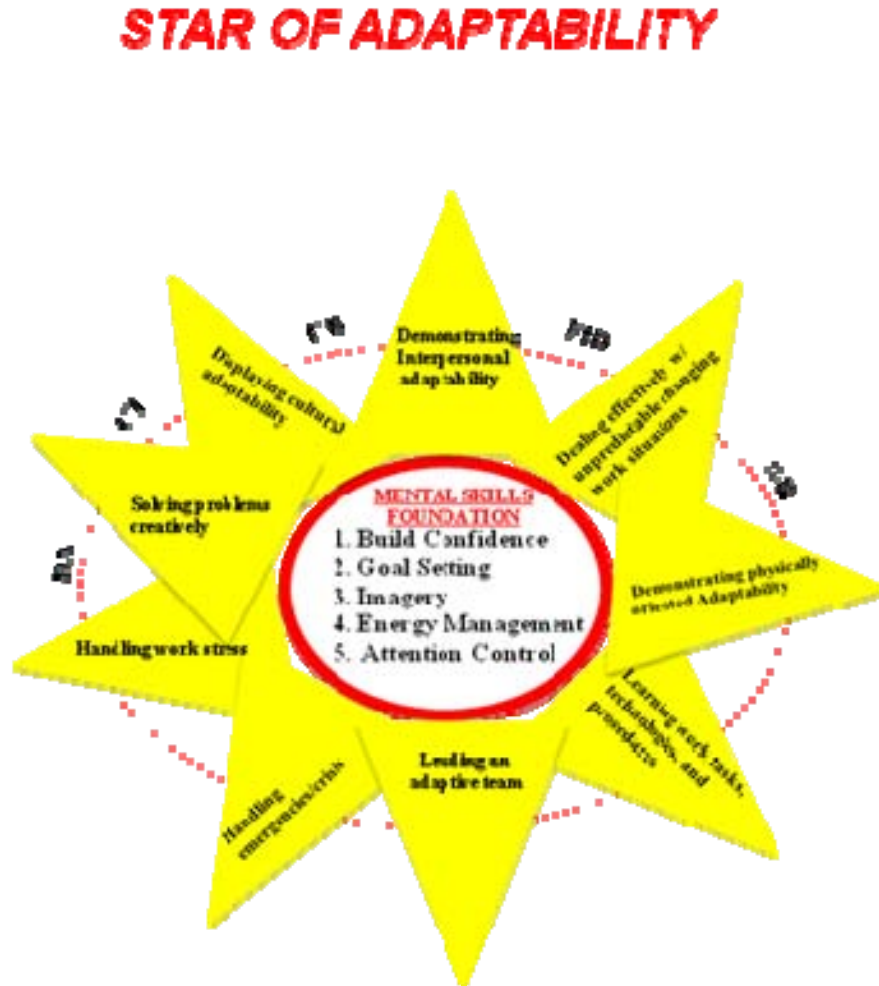 STAR OF ADAPTABILITY
Demonstrating
Interpersonal
adaptability
Dealing effectively w/
unpredictable changing
work situations
Demonstrating physically
oriented Adaptability
Learning work tasks,
technologies, and
procedures
Leading an
adaptive team
Handling
emergencies/crisis
Handling work stress
Solving problems
creatively
Displaying cultural
adaptability
MENTAL SKILLS
FOUNDATION
1. Build Confidence
2. Goal Setting
3. Imagery
4. Energy Management
5. Attention Control